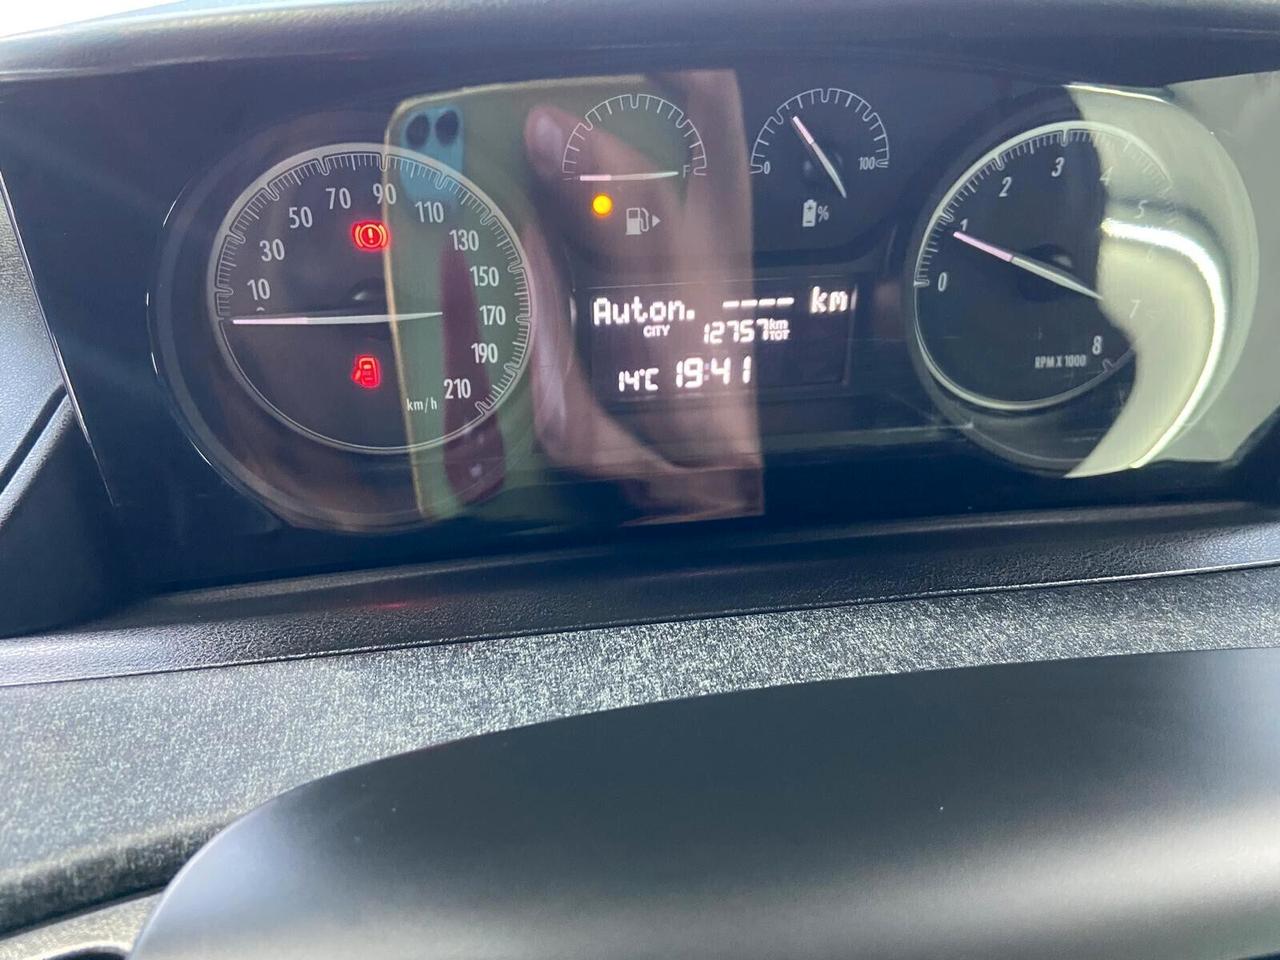 10 30 50 70 90 110 130 150 170 190 210
km/h
F
0 100
%
Auton. ---- km
CITY
12757 km TOT
14°C 19:41
0 1 2 3 4 5 7 8
RPM X 1000